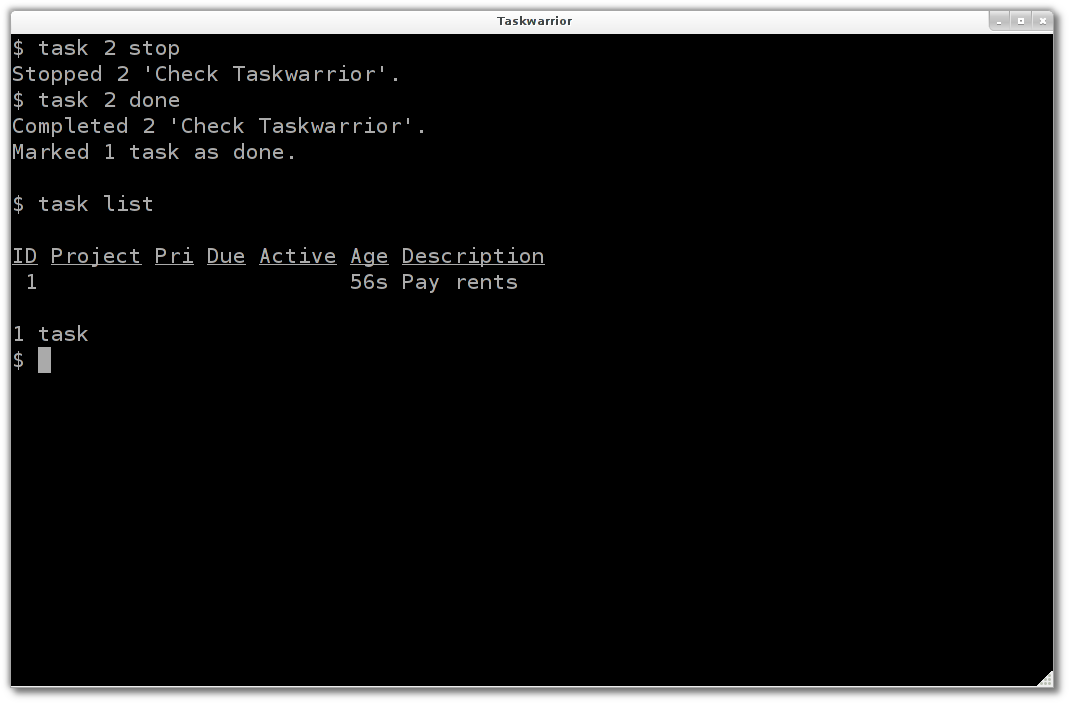 Taskwarrior
$ task 2 stop
Stopped 2 'Check Taskwarrior'.
$ task 2 done
Completed 2 'Check Taskwarrior'.
Marked 1 task as done.
$ task list
ID Project Pri Due Active Age Description
1 56s Pay rents
1 task
$